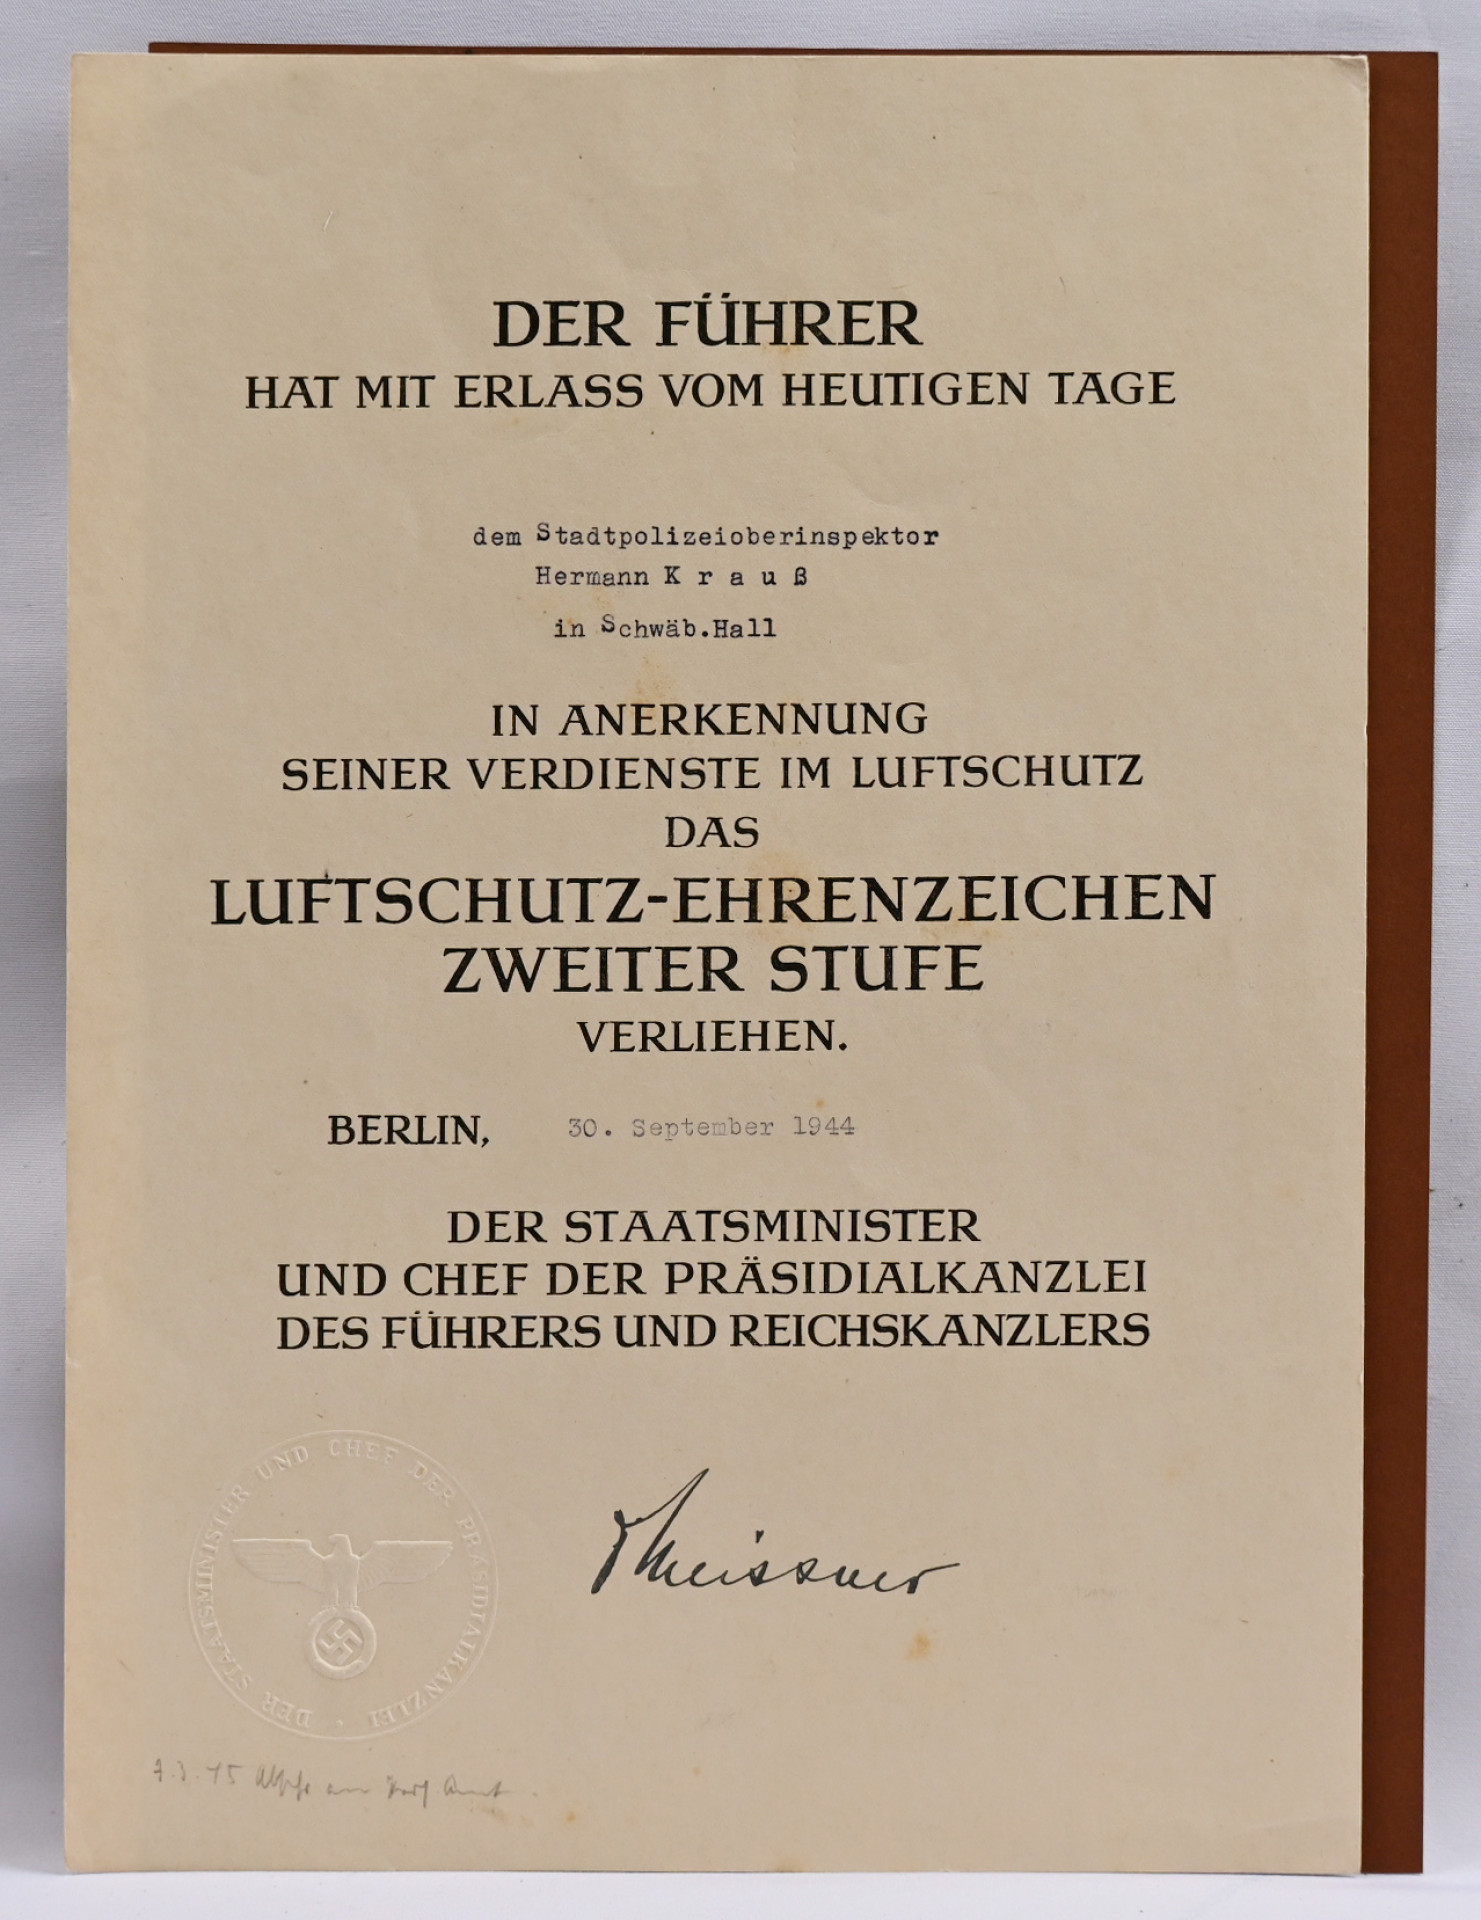 DER FÜHRER
HAT MIT ERLASS VOM HEUTIGEN TAGE
dem Stadtpolizeioberinspektor
Hermann K r a u ß
in Schwäb.Hall
IN ANERKENNUNG
SEINER VERDIENSTE IM LUFTSCHUTZ
DAS
LUFTSCHUTZ-EHRENZEICHEN
ZWEITER STUFE
VERLIEHEN.
BERLIN, 30. September 1944
DER STAATSMINISTER
UND CHEF DER PRÄSIDIALKANZLEI
DES FÜHRERS UND REICHSKANZLERS
DER STAATSMINISTER UND CHEF DER PRÄSIDIALKANZLEI
Meissner